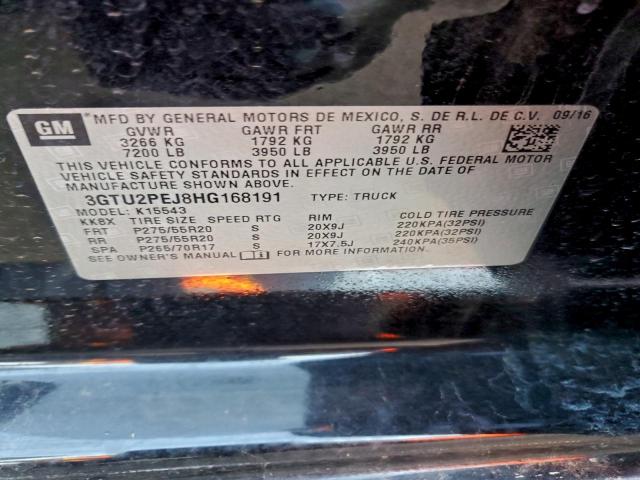 GM
MFD BY GENERAL MOTORS DE MEXICO, S. DE R.L. DE C.V. 09/16
GVWR GAWR FRT GAWR RR
3266 KG 1792 KG 1792 KG
7200 LB 3950 LB 3950 LB
THIS VEHICLE CONFORMS TO ALL APPLICABLE U.S. FEDERAL MOTOR
VEHICLE SAFETY STANDARDS IN EFFECT ON THE DATE OF
MANUFACTURE SHOWN ABOVE.
3GTU2PEJ8HG168191 TYPE: TRUCK
MODEL: K15543
KK8X TIRE SIZE SPEED RTG RIM COLD TIRE PRESSURE
FRT P275/55R20 S 20X9J 220KPA(32PSI)
RR P275/55R20 S 20X9J 220KPA(32PSI)
SPA P265/70R17 S 17X7.5J 240KPA(35PSI)
SEE OWNER'S MANUAL FOR MORE INFORMATION.